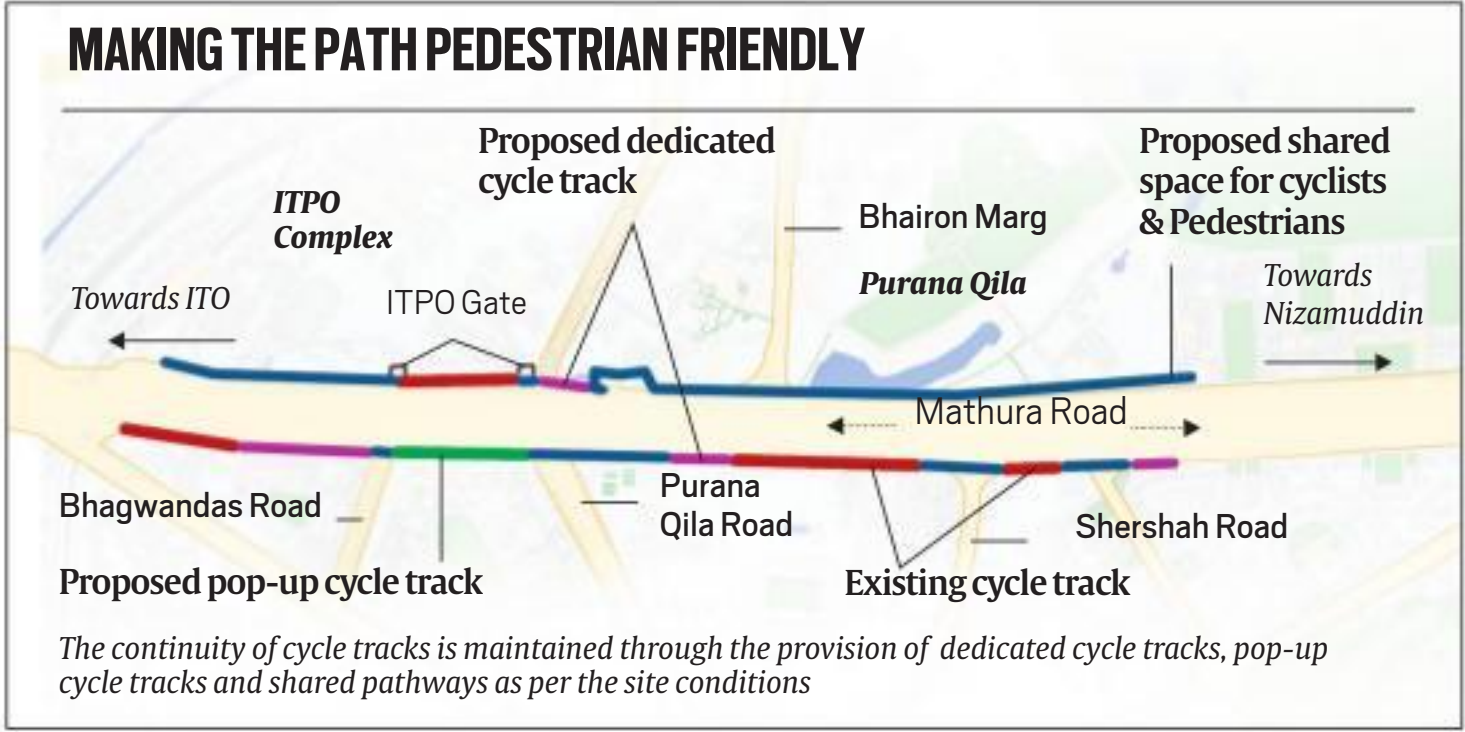 MAKING THE PATH PEDESTRIAN FRIENDLY
Proposed dedicated
cycle track
Proposed shared
space for cyclists
& Pedestrians
ITPO
Complex
Bhairon Marg
Purana Qila
Towards ITO
ITPO Gate
Towards
Nizamuddin
Mathura Road
Bhagwandas Road
Purana
Qila Road
Shershah Road
Proposed pop-up cycle track
Existing cycle track
The continuity of cycle tracks is maintained through the provision of dedicated cycle tracks, pop-up
cycle tracks and shared pathways as per the site conditions